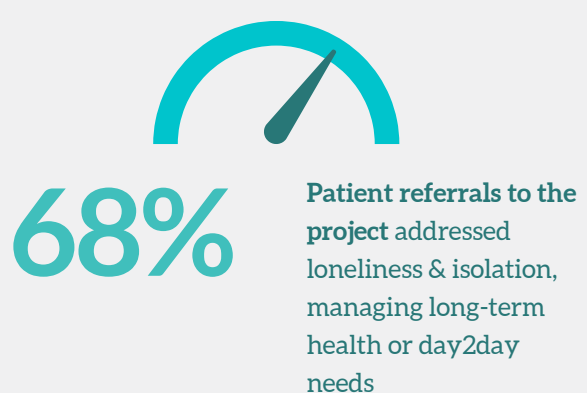 68%
Patient referrals to the
project addressed
loneliness & isolation,
managing long-term
health or day2day
needs